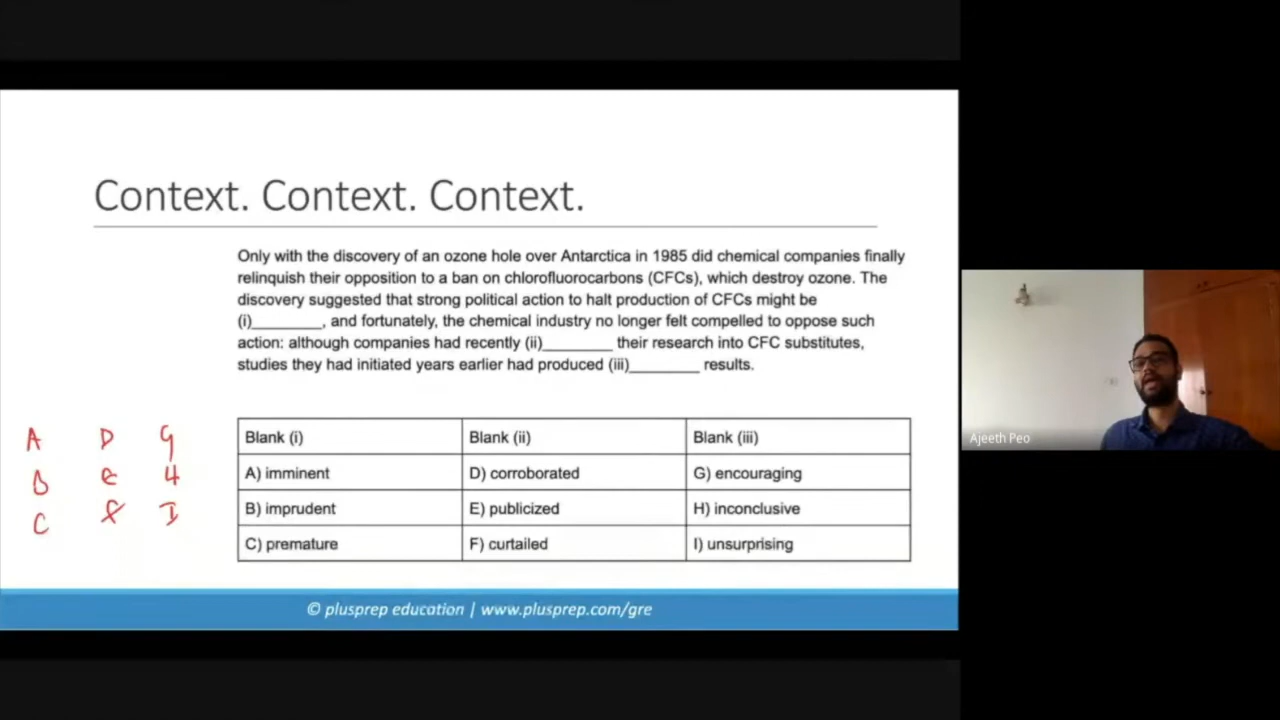 Context. Context. Context.
Only with the discovery of an ozone hole over Antarctica in 1985 did chemical companies finally
relinquish their opposition to a ban on chlorofluorocarbons (CFCs), which destroy ozone. The
discovery suggested that strong political action to halt production of CFCs might be
(i)________, and fortunately, the chemical industry no longer felt compelled to oppose such
action: although companies had recently (ii)________ their research into CFC substitutes,
studies they had initiated years earlier had produced (iii)________ results.
A D G
B E H
C F I
Blank (i) Blank (ii) Blank (iii)
A) imminent D) corroborated G) encouraging
B) imprudent E) publicized H) inconclusive
C) premature F) curtailed I) unsurprising
© plusprep education | www.plusprep.com/gre
Ajeeth Peo